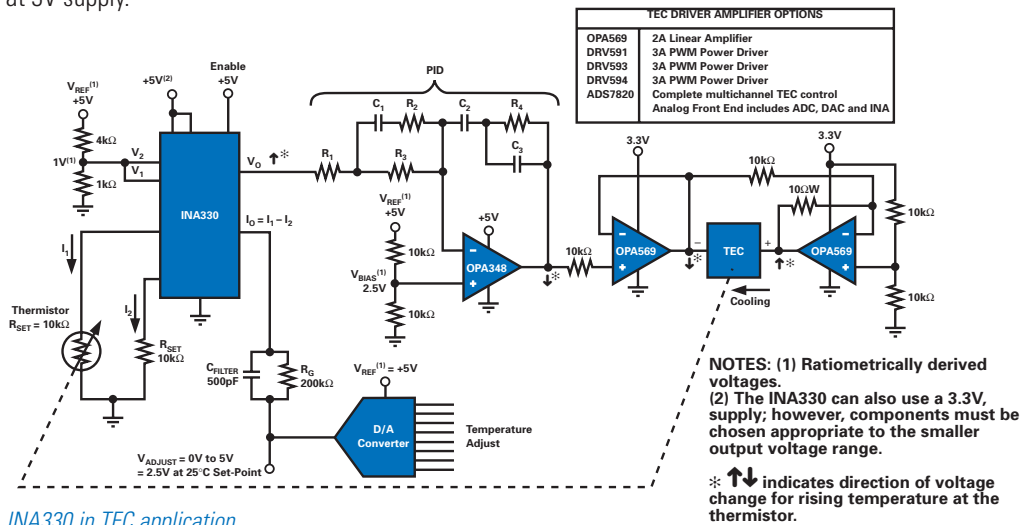 at 5V supply.
TEC DRIVER AMPLIFIER OPTIONS
OPA569 2A Linear Amplifier
DRV591 3A PWM Power Driver
DRV593 3A PWM Power Driver
DRV594 3A PWM Power Driver
ADS7820 Complete multichannel TEC control
Analog Front End includes ADC, DAC and INA
Enable
+5V
+5V(2)
VREF(1)
+5V
4kΩ
1V(1)
1kΩ
V2
V1
INA330
VO
*
IO = I1 – I2
I1
I2
Thermistor
RSET = 10kΩ
RSET
10kΩ
CFILTER
500pF
RG
200kΩ
VADJUST = 0V to 5V
= 2.5V at 25°C Set-Point
VREF(1) = +5V
D/A
Converter
Temperature
Adjust
PID
C1
R2
C2
R4
C3
R1
R3
VREF(1)
+5V
10kΩ
VBIAS(1)
2.5V
10kΩ
+5V
–
+
OPA348
*
10kΩ
3.3V
–
+
OPA569
*
10kΩ
10ΩW
– TEC +
*
Cooling
3.3V
–
+
OPA569
10kΩ
10kΩ
NOTES: (1) Ratiometrically derived
voltages.
(2) The INA330 can also use a 3.3V,
supply; however, components must be
chosen appropriate to the smaller
output voltage range.
* ↑↓ indicates direction of voltage
change for rising temperature at the
thermistor.
INA330 in TEC application